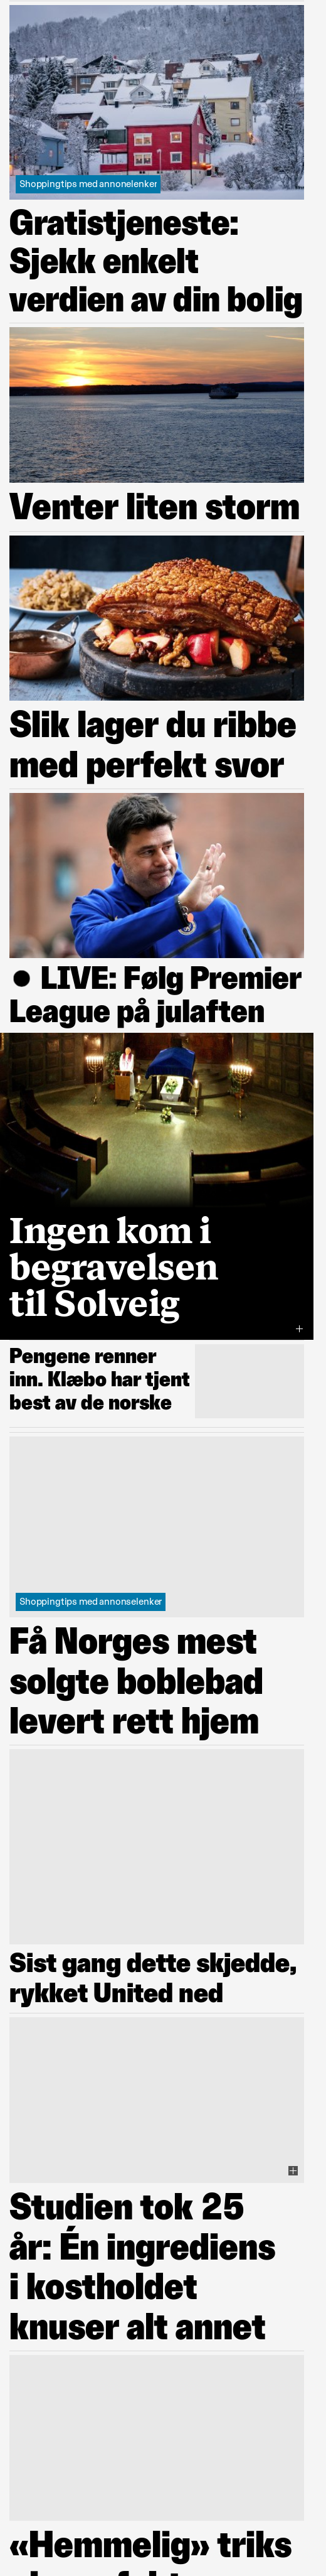 Shoppingtips med annonelenker
Gratistjeneste:
Sjekk enkelt
verdien av din bolig
Venter liten storm
Slik lager du ribbe
med perfekt svor
● LIVE: Følg Premier
League på julaften
Ingen kom i
begravelsen
til Solveig
Pengene renner
inn. Klæbo har tjent
best av de norske
Shoppingtips med annonselenker
Få Norges mest
solgte boblebad
levert rett hjem
Sist gang dette skjedde,
rykket United ned
Studien tok 25
år: Én ingrediens
i kostholdet
knuser alt annet
«Hemmelig» triks